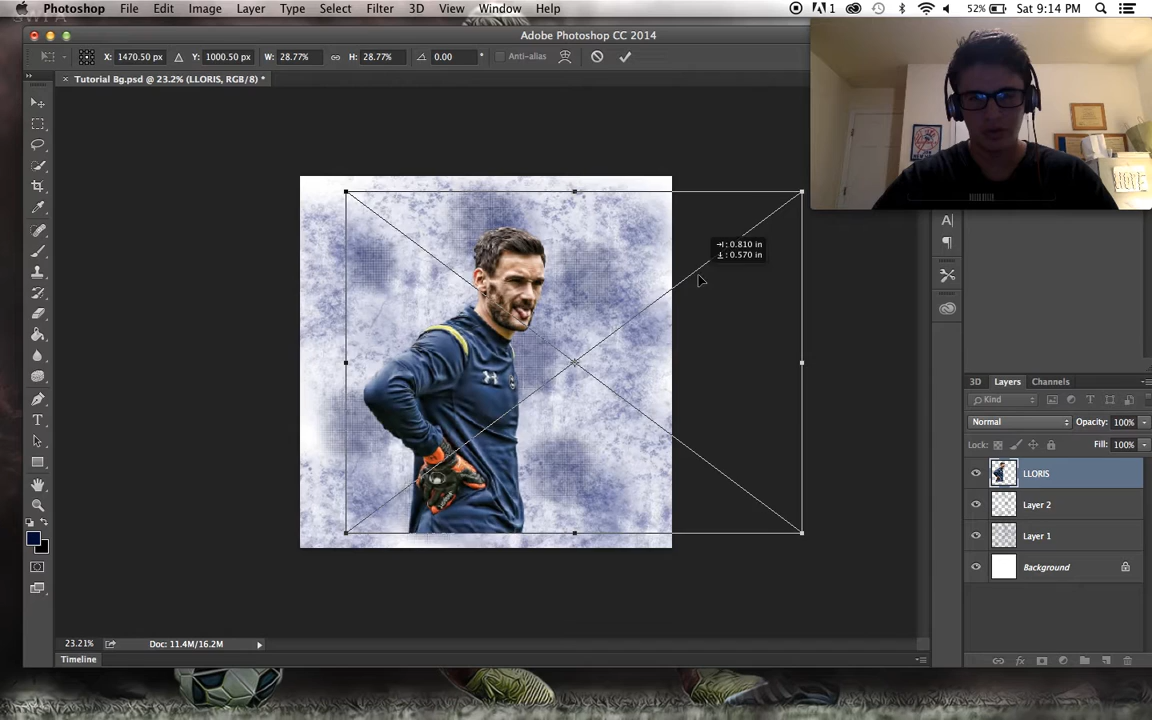 Photoshop File Edit Image Layer Type Select Filter 3D View Window Help 1 52% Sat 9:14 PM
Adobe Photoshop CC 2014
X: 1470.50 px Y: 1000.50 px W: 28.77% H: 28.77% 0.00 ° Anti-alias
× Tutorial Bg.psd @ 23.2% (LLORIS, RGB/8) *
: 0.810 in
: 0.570 in
A
3D Layers Channels
Kind
Normal Opacity: 100%
Lock: Fill: 100%
LLORIS
Layer 2
Layer 1
Background
23.21% Doc: 11.4M/16.2M
Timeline